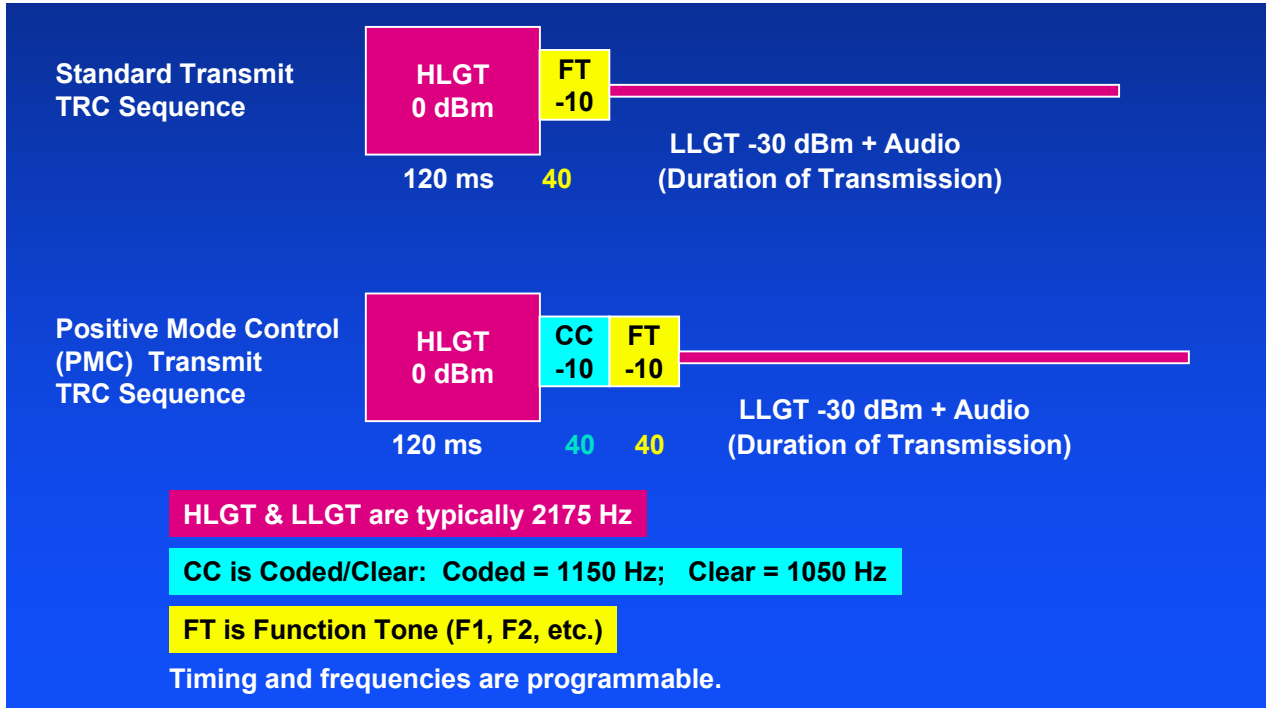 Standard Transmit
TRC Sequence
HLGT
0 dBm
FT
-10
LLGT -30 dBm + Audio
(Duration of Transmission)
120 ms
40
Positive Mode Control
(PMC) Transmit
TRC Sequence
HLGT
0 dBm
CC
-10
FT
-10
LLGT -30 dBm + Audio
(Duration of Transmission)
120 ms
40
40
HLGT & LLGT are typically 2175 Hz
CC is Coded/Clear: Coded = 1150 Hz; Clear = 1050 Hz
FT is Function Tone (F1, F2, etc.)
Timing and frequencies are programmable.